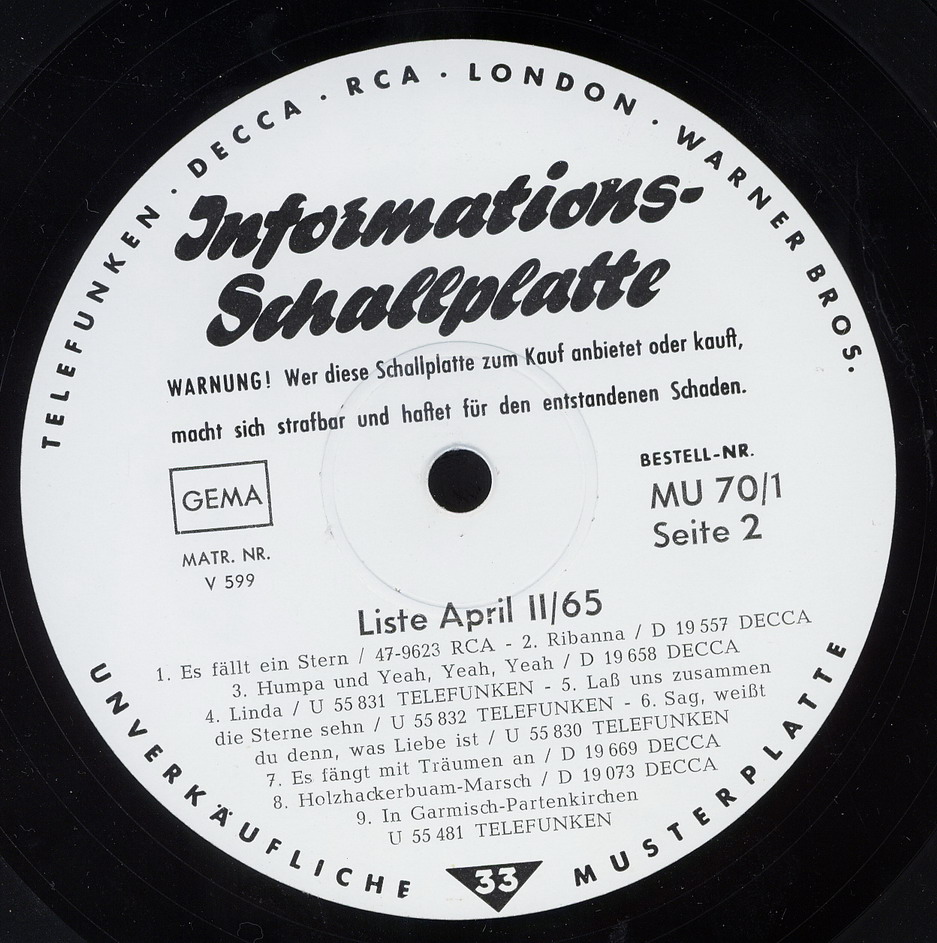 TELEFUNKEN · DECCA · RCA · LONDON · WARNER BROS.
Informations-
Schallplatte
WARNUNG! Wer diese Schallplatte zum Kauf anbietet oder kauft,
macht sich strafbar und haftet für den entstandenen Schaden.
GEMA
MATR. NR.
V 599
BESTELL-NR.
MU 70/1
Seite 2
Liste April II/65
1. Es fällt ein Stern / 47-9623 RCA - 2. Ribanna / D 19 557 DECCA
3. Humpa und Yeah, Yeah, Yeah / D 19 658 DECCA
4. Linda / U 55 831 TELEFUNKEN - 5. Laß uns zusammen
die Sterne sehn / U 55 832 TELEFUNKEN - 6. Sag, weißt
du denn, was Liebe ist / U 55 830 TELEFUNKEN
7. Es fängt mit Träumen an / D 19 669 DECCA
8. Holzhackerbuam-Marsch / D 19 073 DECCA
9. In Garmisch-Partenkirchen
U 55 481 TELEFUNKEN
UNVERKÄUFLICHE 33 MUSTERPLATTE